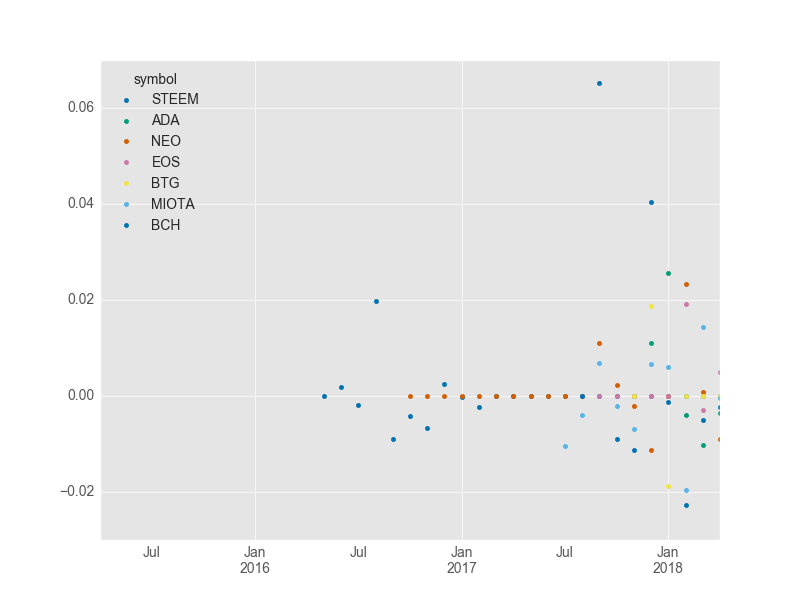 symbol
STEEM
ADA
NEO
EOS
BTG
MIOTA
BCH
0.06
0.04
0.02
0.00
−0.02
Jul
Jan
2016
Jul
Jan
2017
Jul
Jan
2018